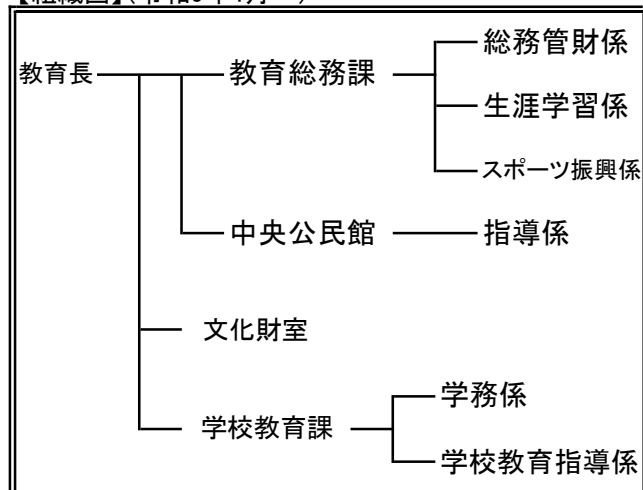 教育長
教育総務課
総務管財係
生涯学習係
スポーツ振興係
中央公民館
指導係
文化財室
学校教育課
学務係
学校教育指導係